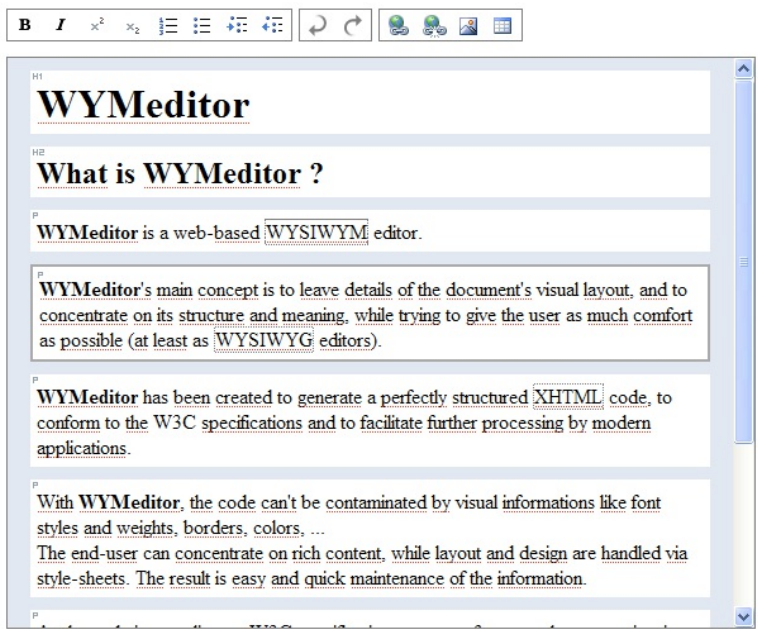 B I x² x₂
H1
WYMeditor
H2
What is WYMeditor ?
P
WYMeditor is a web-based WYSIWYM editor.
P
WYMeditor's main concept is to leave details of the document's visual layout, and to
concentrate on its structure and meaning, while trying to give the user as much comfort
as possible (at least as WYSIWYG editors).
P
WYMeditor has been created to generate a perfectly structured XHTML code, to
conform to the W3C specifications and to facilitate further processing by modern
applications.
P
With WYMeditor, the code can't be contaminated by visual informations like font
styles and weights, borders, colors, ...
The end-user can concentrate on rich content, while layout and design are handled via
style-sheets. The result is easy and quick maintenance of the information.
P